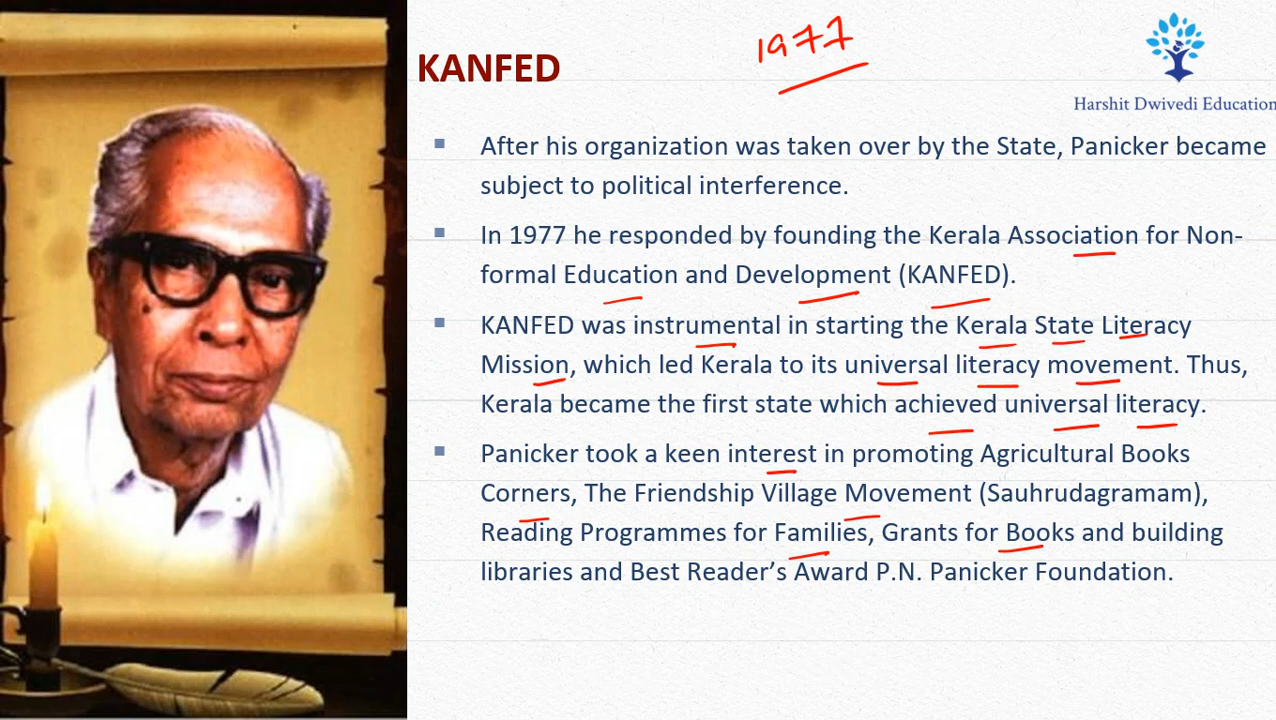 1977
KANFED
Harshit Dwivedi Education
After his organization was taken over by the State, Panicker became
subject to political interference.
In 1977 he responded by founding the Kerala Association for Non-
formal Education and Development (KANFED).
KANFED was instrumental in starting the Kerala State Literacy
Mission, which led Kerala to its universal literacy movement. Thus,
Kerala became the first state which achieved universal literacy.
Panicker took a keen interest in promoting Agricultural Books
Corners, The Friendship Village Movement (Sauhrudagramam),
Reading Programmes for Families, Grants for Books and building
libraries and Best Reader’s Award P.N. Panicker Foundation.